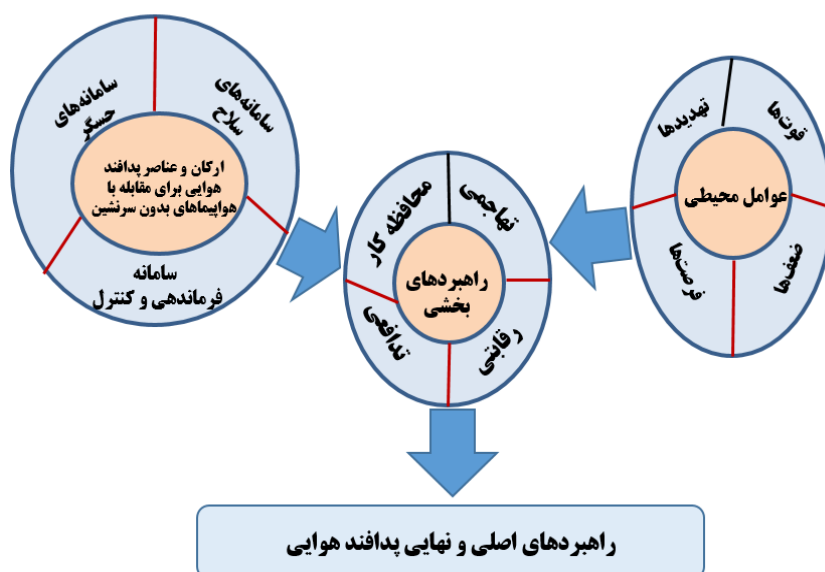 قوت‌ها
تهدیدها
عوامل محیطی
ضعف‌ها
فرصت‌ها
سامانه‌های
سلاح
سامانه‌های
حسگر
ارکان و عناصر پدافند
هوایی برای مقابله با
هواپیماهای بدون سرنشین
سامانه
فرماندهی و کنترل
تهاجمی
محافظه کار
راهبردهای
بخشی
رقابتی
تدافعی
راهبردهای اصلی و نهایی پدافند هوایی